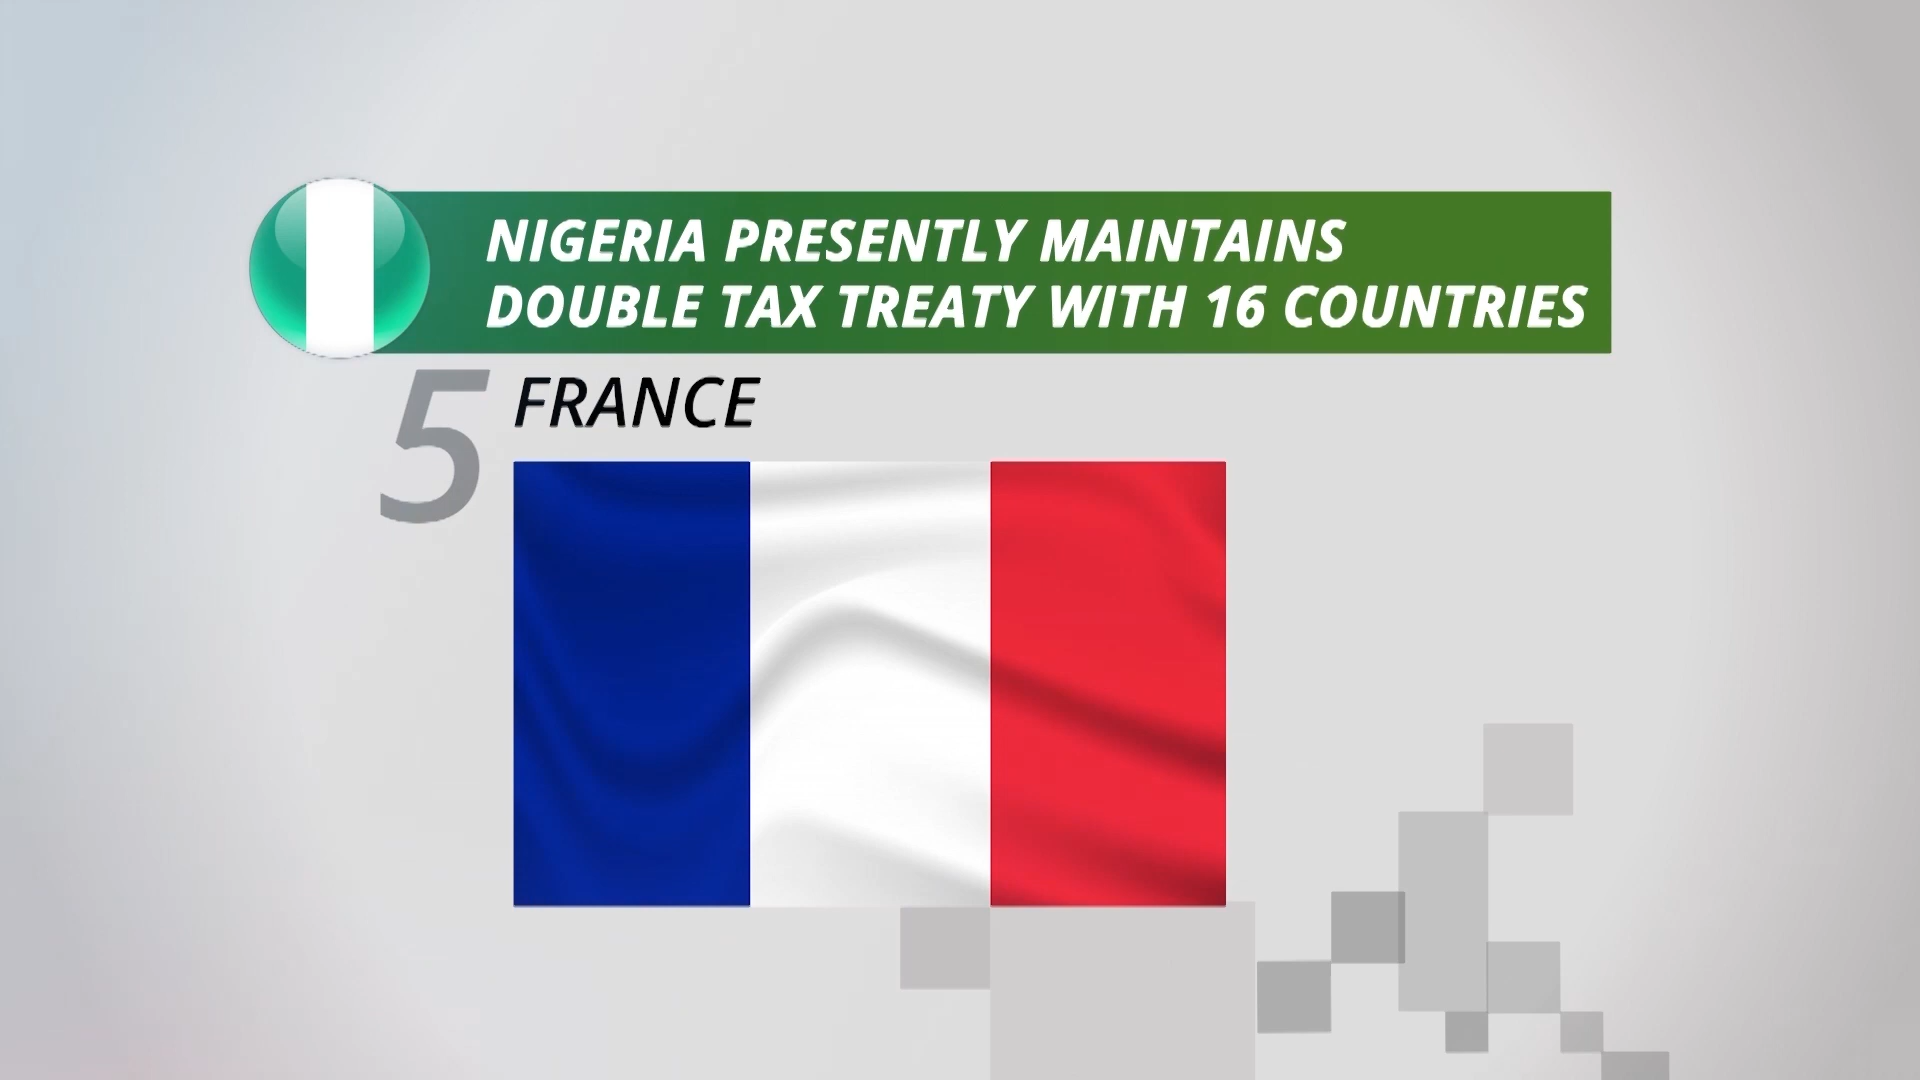 NIGERIA PRESENTLY MAINTAINS
DOUBLE TAX TREATY WITH 16 COUNTRIES
5 FRANCE